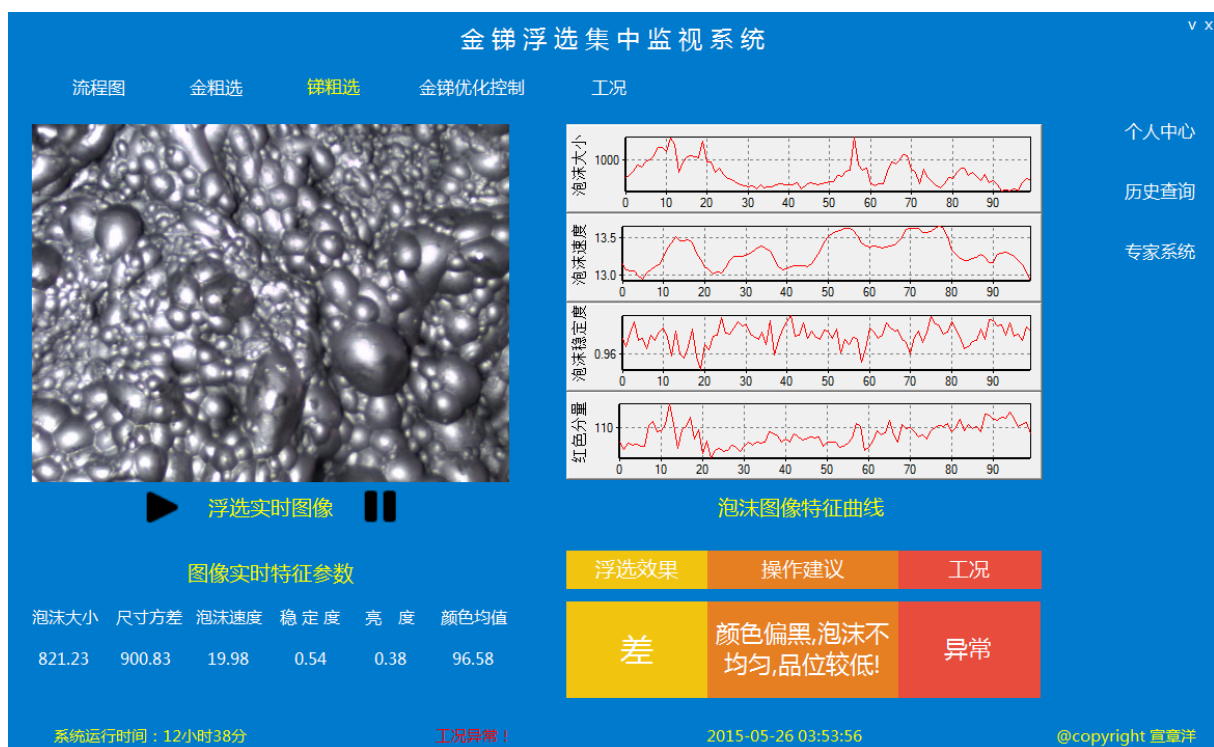 金锑浮选集中监视系统
v x
流程图 金粗选 锑粗选 金锑优化控制 工况
个人中心
历史查询
专家系统
泡沫大小
1000
0 10 20 30 40 50 60 70 80 90
泡沫速度
13.5
13.0
0 10 20 30 40 50 60 70 80 90
泡沫稳定度
0.96
0 10 20 30 40 50 60 70 80 90
红色分量
110
0 10 20 30 40 50 60 70 80 90
浮选实时图像
泡沫图像特征曲线
图像实时特征参数
泡沫大小 尺寸方差 泡沫速度 稳定度 亮 度 颜色均值
821.23 900.83 19.98 0.54 0.38 96.58
浮选效果 操作建议 工况
差
颜色偏黑,泡沫不
均匀,品位较低!
异常
系统运行时间：12小时38分
工况异常！
2015-05-26 03:53:56
@copyright 宣章洋